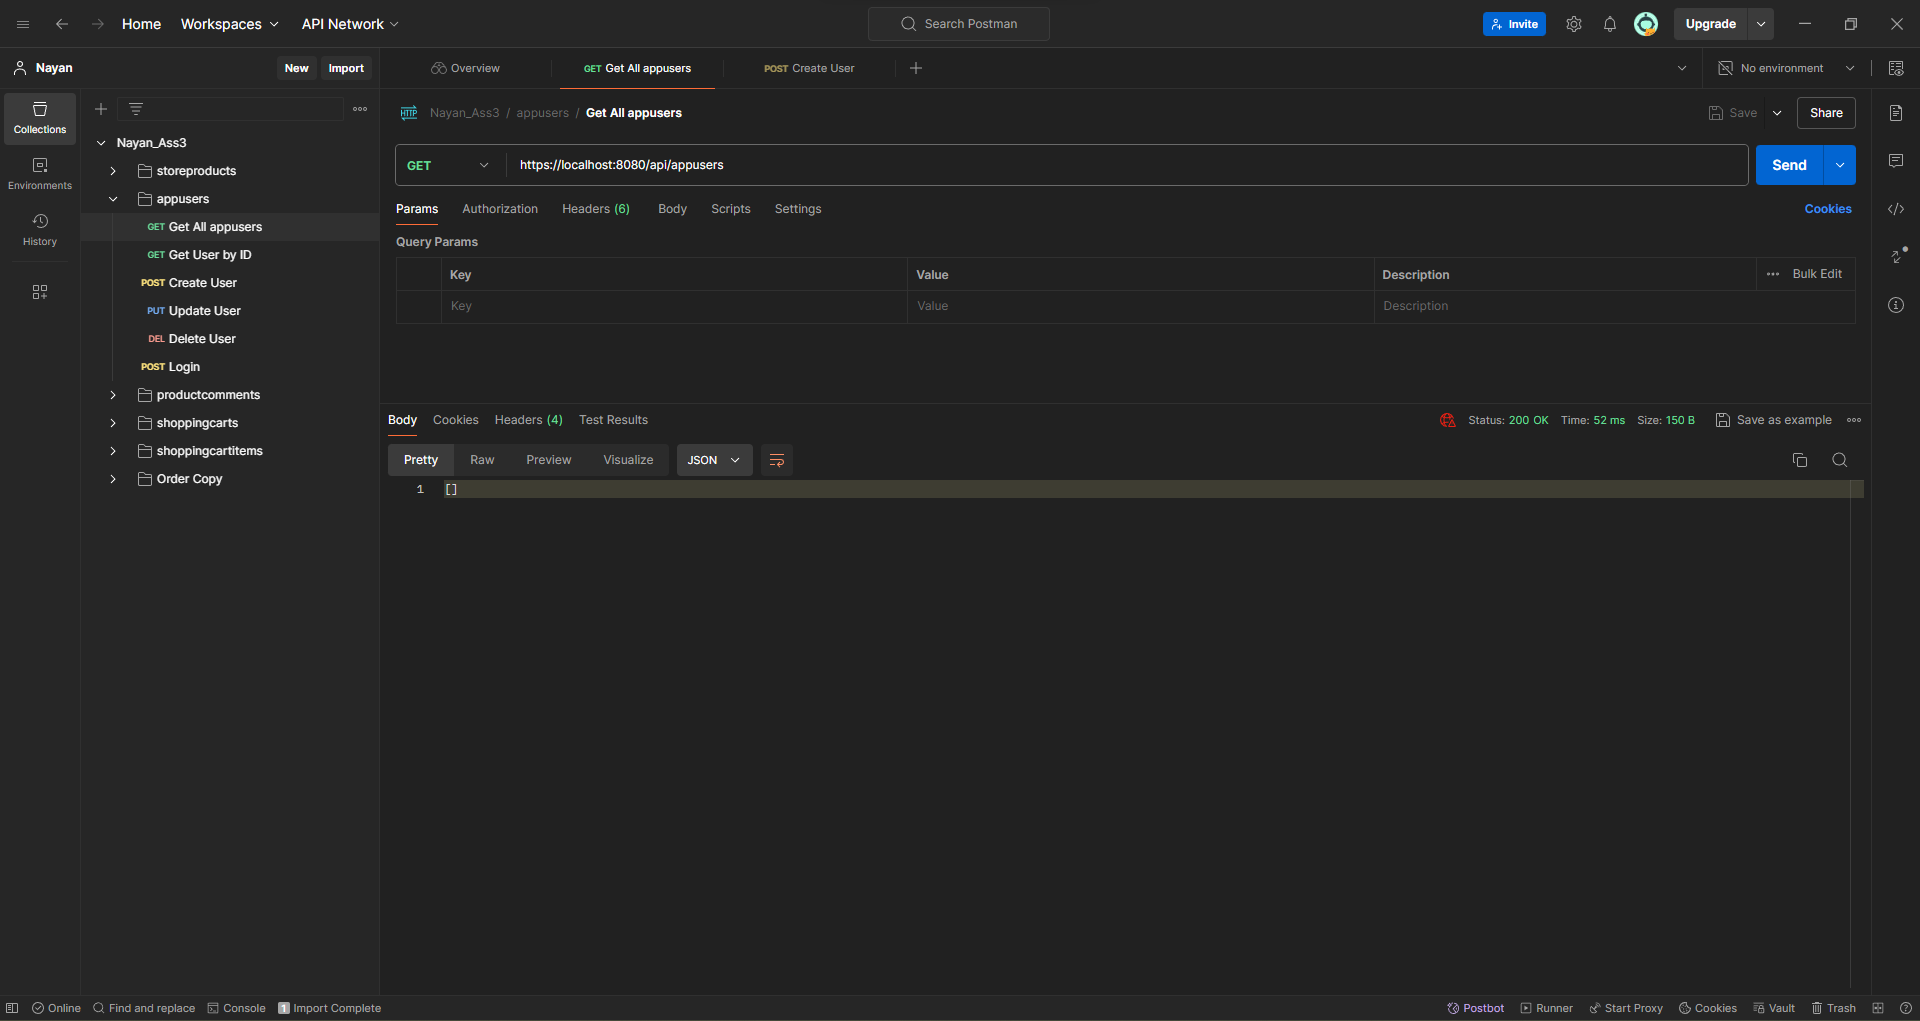 Home Workspaces API Network Search Postman Invite Upgrade
Nayan New Import Overview GET Get All appusers POST Create User No environment
Collections
Environments
History
Nayan_Ass3
storeproducts
appusers
GET Get All appusers
GET Get User by ID
POST Create User
PUT Update User
DEL Delete User
POST Login
productcomments
shoppingcarts
shoppingcartitems
Order Copy
HTTP Nayan_Ass3 / appusers / Get All appusers Save Share
GET https://localhost:8080/api/appusers Send
Params Authorization Headers (6) Body Scripts Settings Cookies
Query Params
Key Value Description Bulk Edit
Key Value Description
Body Cookies Headers (4) Test Results Status: 200 OK Time: 52 ms Size: 150 B Save as example
Pretty Raw Preview Visualize JSON
1 []
Online Find and replace Console 1 Import Complete Postbot Runner Start Proxy Cookies Vault Trash